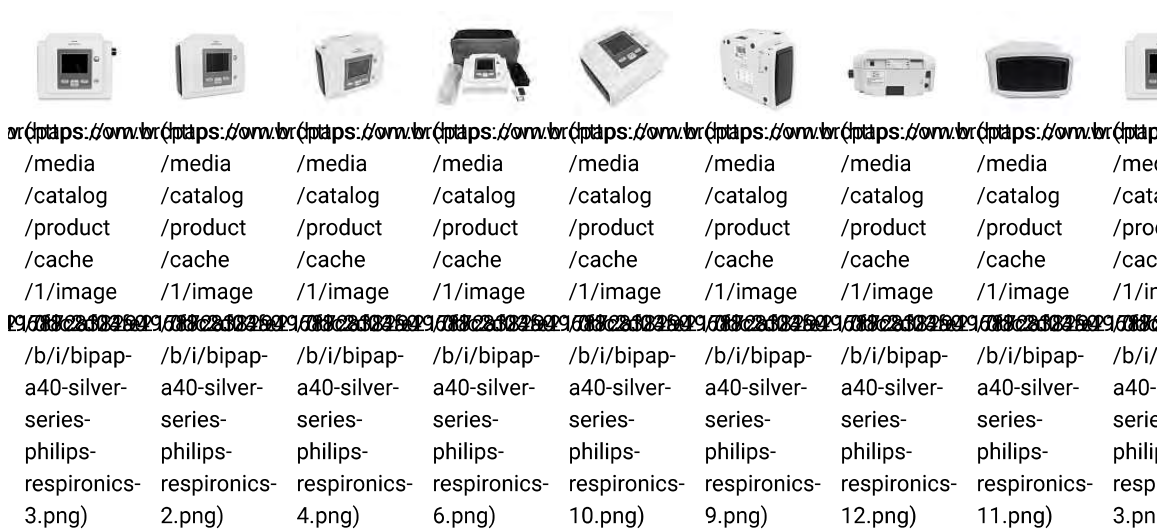 /media /media /media /media /media /media /media /media
/catalog /catalog /catalog /catalog /catalog /catalog /catalog /catalog
/product /product /product /product /product /product /product /product
/cache /cache /cache /cache /cache /cache /cache /cache
/1/image /1/image /1/image /1/image /1/image /1/image /1/image /1/image
/b/i/bipap- /b/i/bipap- /b/i/bipap- /b/i/bipap- /b/i/bipap- /b/i/bipap- /b/i/bipap- /b/i/bipap- /b/i/
a40-silver- a40-silver- a40-silver- a40-silver- a40-silver- a40-silver- a40-silver- a40-silver- a40-
series- series- series- series- series- series- series- series-
philips- philips- philips- philips- philips- philips- philips- philips-
respironics- respironics- respironics- respironics- respironics- respironics- respironics- respironics-
3.png) 2.png) 4.png) 6.png) 10.png) 9.png) 12.png) 11.png)